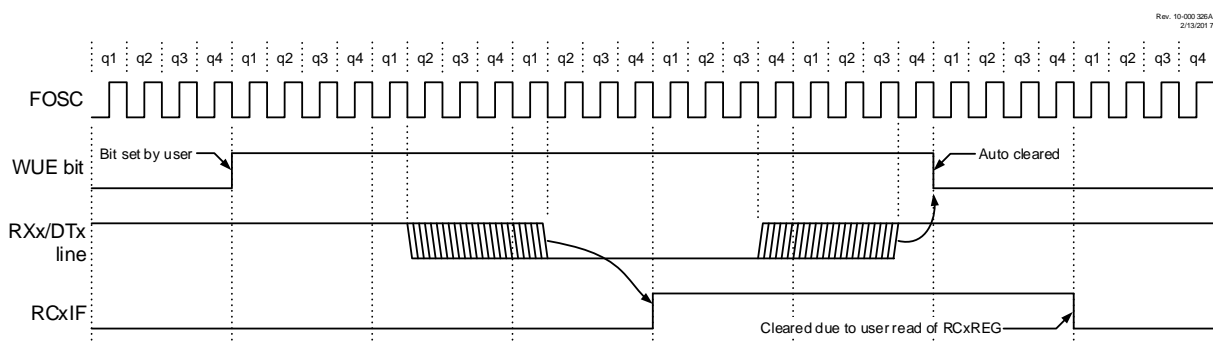 Rev. 10-000 326A
2/13/2017
q1 q2 q3 q4 q1 q2 q3 q4 q1 q2 q3 q4 q1 q2 q3 q4 q1 q2 q3 q4 q1 q2 q3 q4 q1 q2 q3 q4 q1 q2 q3 q4
FOSC
Bit set by user
Auto cleared
WUE bit
RXx/DTx
line
RCxIF
Cleared due to user read of RCxREG